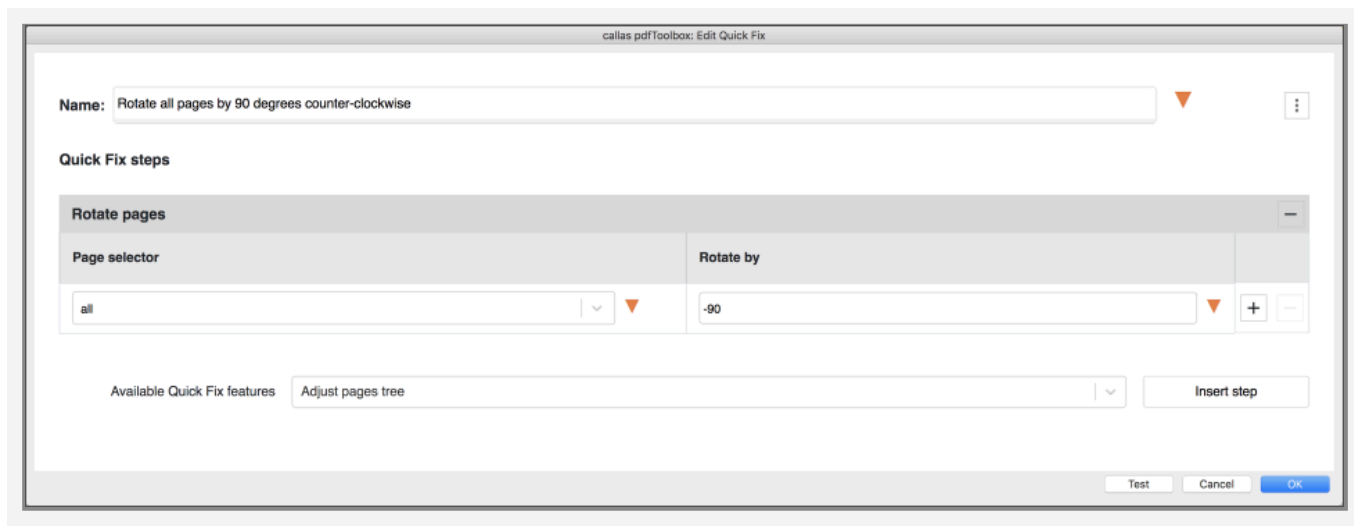 callas pdfToolbox: Edit Quick Fix
Name: Rotate all pages by 90 degrees counter-clockwise
Quick Fix steps
Rotate pages
Page selector Rotate by
all -90
Available Quick Fix features Adjust pages tree Insert step
Test Cancel OK